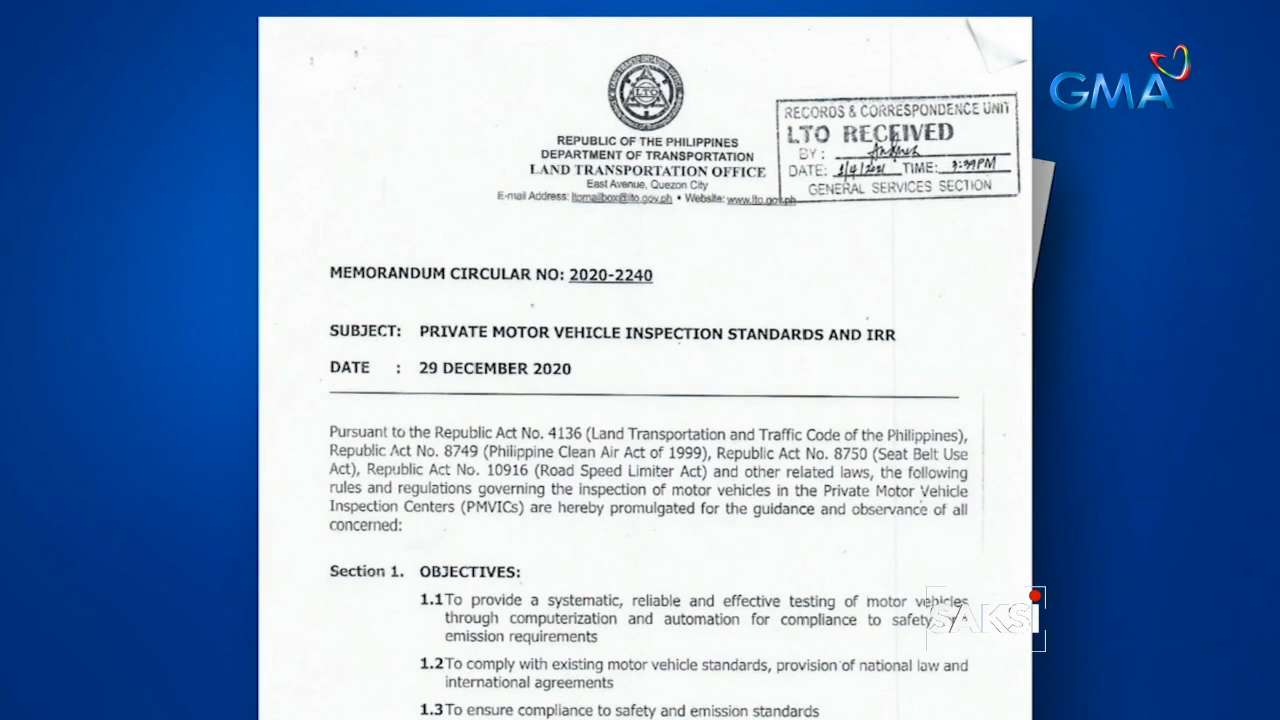 GMA
LTO
REPUBLIC OF THE PHILIPPINES
DEPARTMENT OF TRANSPORTATION
LAND TRANSPORTATION OFFICE
East Avenue, Quezon City
E-mail Address: ltomailbox@lto.gov.ph • Website: www.lto.gov.ph
RECORDS & CORRESPONDENCE UNIT
LTO RECEIVED
BY:
DATE: TIME: 3:39PM
GENERAL SERVICES SECTION
MEMORANDUM CIRCULAR NO: 2020-2240
SUBJECT: PRIVATE MOTOR VEHICLE INSPECTION STANDARDS AND IRR
DATE : 29 DECEMBER 2020
Pursuant to the Republic Act No. 4136 (Land Transportation and Traffic Code of the Philippines),
Republic Act No. 8749 (Philippine Clean Air Act of 1999), Republic Act No. 8750 (Seat Belt Use
Act), Republic Act No. 10916 (Road Speed Limiter Act) and other related laws, the following
rules and regulations governing the inspection of motor vehicles in the Private Motor Vehicle
Inspection Centers (PMVICs) are hereby promulgated for the guidance and observance of all
concerned:
Section 1. OBJECTIVES:
1.1 To provide a systematic, reliable and effective testing of motor vehicles
through computerization and automation for compliance to safety
emission requirements
1.2 To comply with existing motor vehicle standards, provision of national law and
international agreements
1.3 To ensure compliance to safety and emission standards
SAKSI